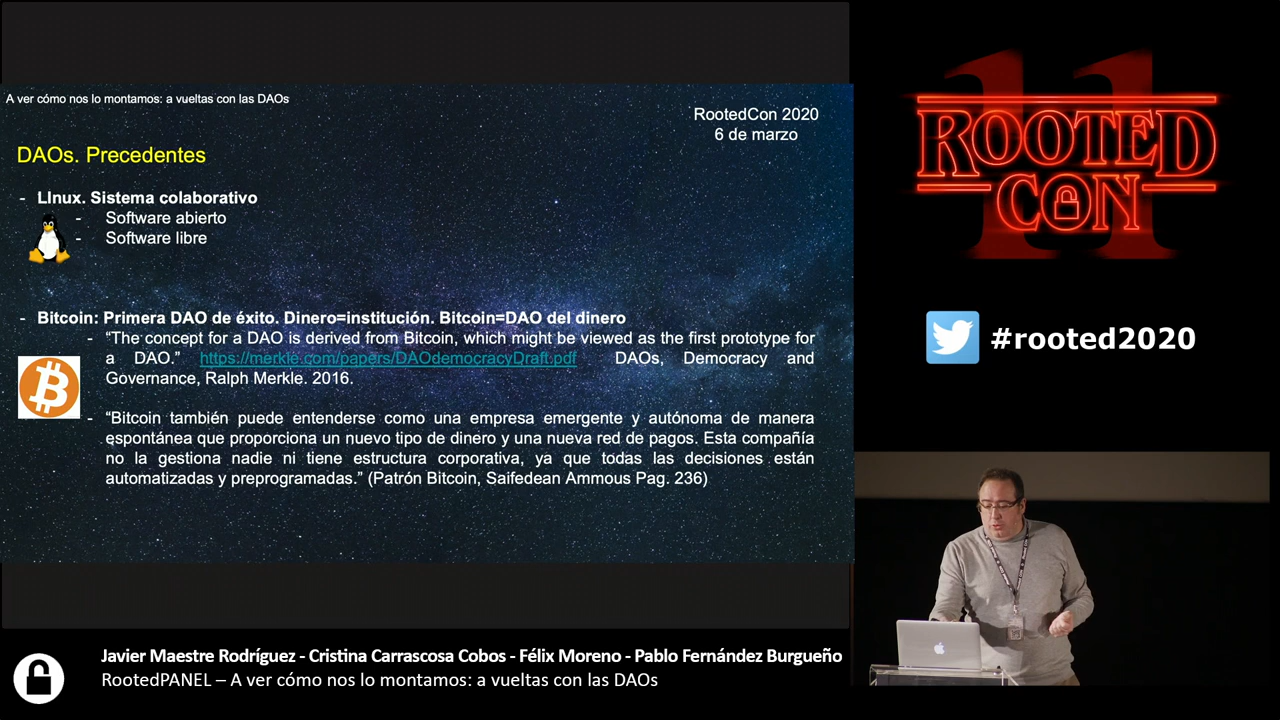 A ver cómo nos lo montamos: a vueltas con las DAOs
RootedCon 2020
6 de marzo
DAOs. Precedentes
- LInux. Sistema colaborativo
- Software abierto
- Software libre
- Bitcoin: Primera DAO de éxito. Dinero=institución. Bitcoin=DAO del dinero
- “The concept for a DAO is derived from Bitcoin, which might be viewed as the first prototype for
a DAO.” https://merkle.com/papers/DAOdemocracyDraft.pdf DAOs, Democracy and
Governance, Ralph Merkle. 2016.
- “Bitcoin también puede entenderse como una empresa emergente y autónoma de manera
espontánea que proporciona un nuevo tipo de dinero y una nueva red de pagos. Esta compañía
no la gestiona nadie ni tiene estructura corporativa, ya que todas las decisiones están
automatizadas y preprogramadas.” (Patrón Bitcoin, Saifedean Ammous Pag. 236)
11
ROOTED
CON
#rooted2020
Javier Maestre Rodríguez - Cristina Carrascosa Cobos - Félix Moreno - Pablo Fernández Burgueño
RootedPANEL – A ver cómo nos lo montamos: a vueltas con las DAOs